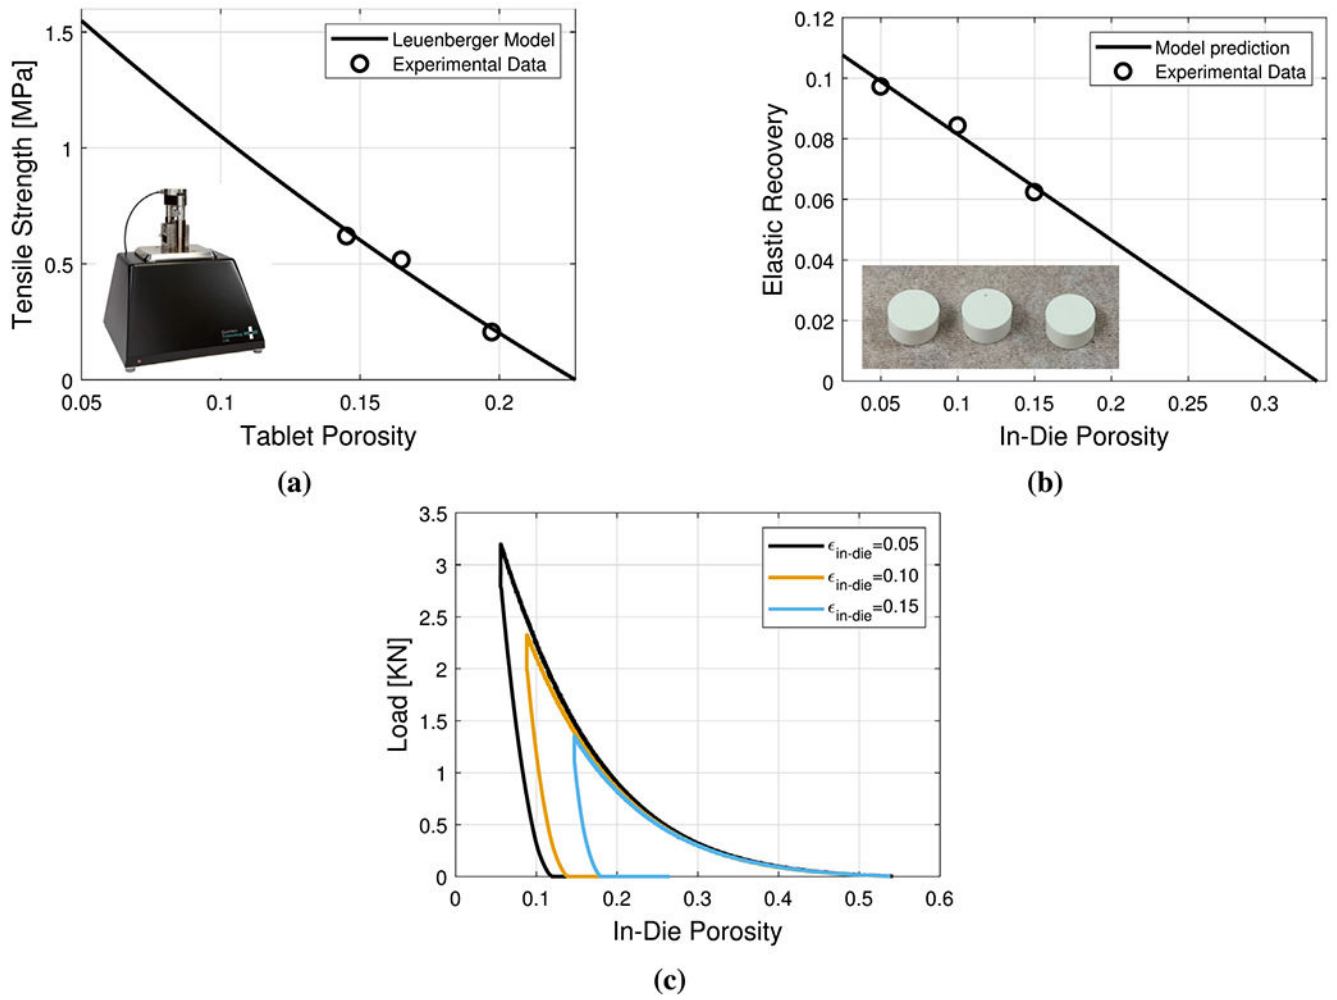 1.5
1
0.5
0
Tensile Strength [MPa]
Leuenberger Model
Experimental Data
0.05
0.1
0.15
0.2
Tablet Porosity
(a)
0.12
0.1
0.08
0.06
0.04
0.02
0
Elastic Recovery
Model prediction
Experimental Data
0.05
0.1
0.15
0.2
0.25
0.3
In-Die Porosity
(b)
3.5
3
2.5
2
1.5
1
0.5
0
Load [KN]
ϵin-die=0.05
ϵin-die=0.10
ϵin-die=0.15
0
0.1
0.2
0.3
0.4
0.5
0.6
In-Die Porosity
(c)